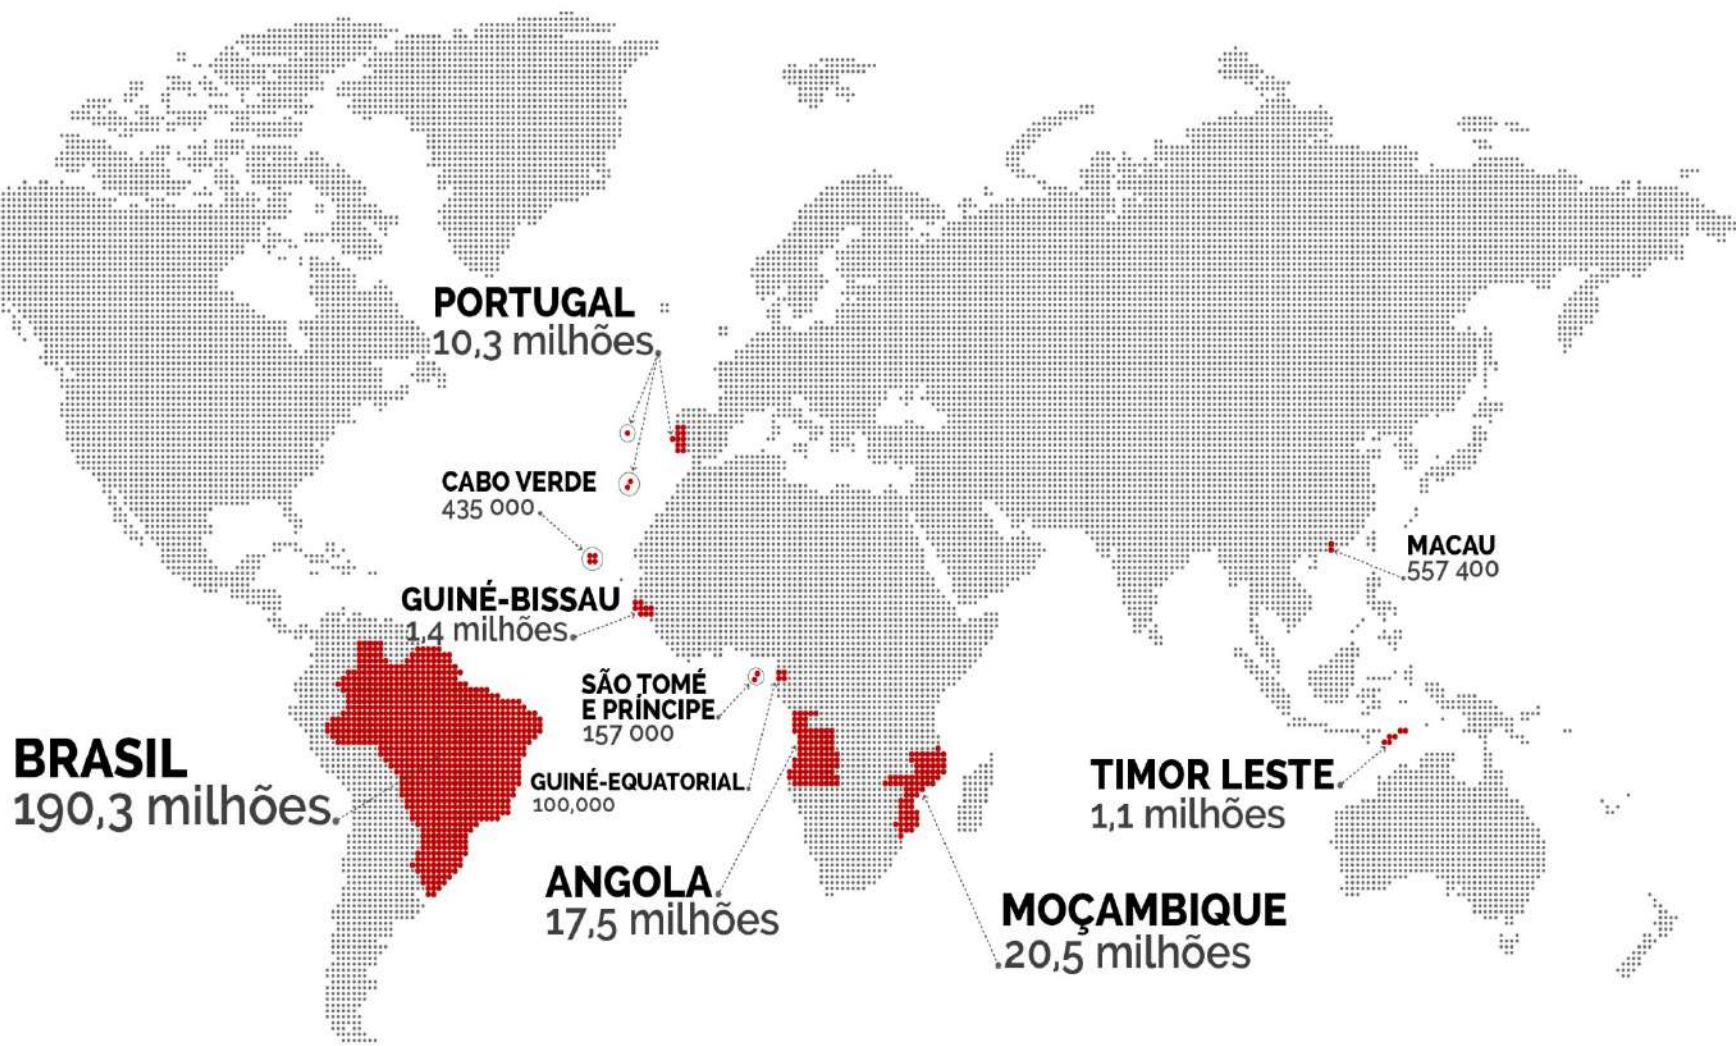 PORTUGAL
10,3 milhões
CABO VERDE
435 000
MACAU
557 400
GUINÉ-BISSAU
1,4 milhões
SÃO TOMÉ
E PRÍNCIPE
157 000
BRASIL
190,3 milhões
GUINÉ-EQUATORIAL
100,000
TIMOR LESTE
1,1 milhões
ANGOLA
17,5 milhões
MOÇAMBIQUE
20,5 milhões